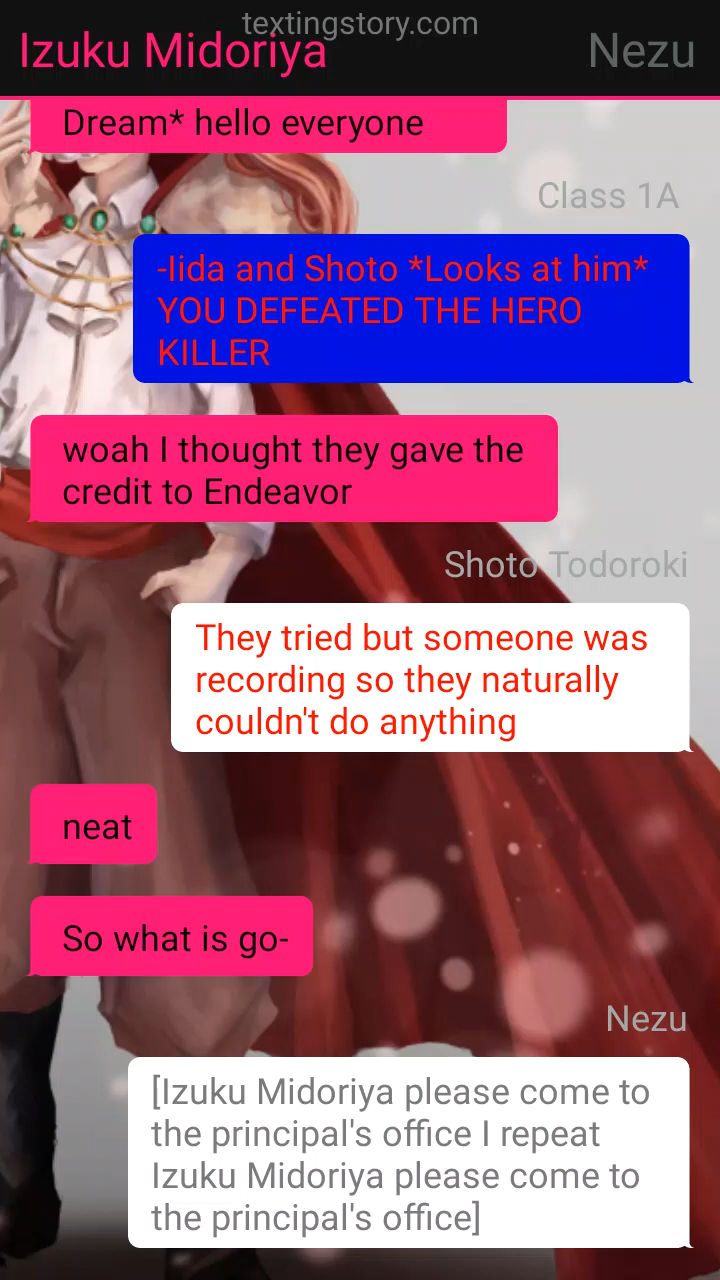 textingstory.com
Izuku Midoriya
Nezu
Dream* hello everyone
Class 1A
-Iida and Shoto *Looks at him*
YOU DEFEATED THE HERO
KILLER
woah I thought they gave the
credit to Endeavor
Shoto Todoroki
They tried but someone was
recording so they naturally
couldn't do anything
neat
So what is go-
Nezu
[Izuku Midoriya please come to
the principal's office I repeat
Izuku Midoriya please come to
the principal's office]